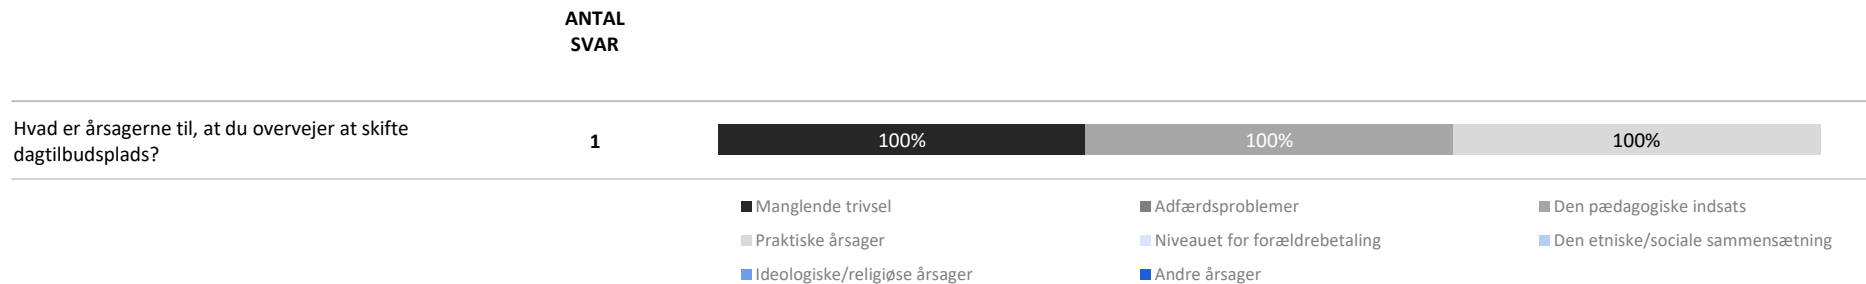 ANTAL
SVAR
Hvad er årsagerne til, at du overvejer at skifte
dagtilbudsplads?
1
100%
100%
100%
Manglende trivsel
Adfærdsproblemer
Den pædagogiske indsats
Praktiske årsager
Niveauet for forældrebetaling
Den etniske/sociale sammensætning
Ideologiske/religiøse årsager
Andre årsager